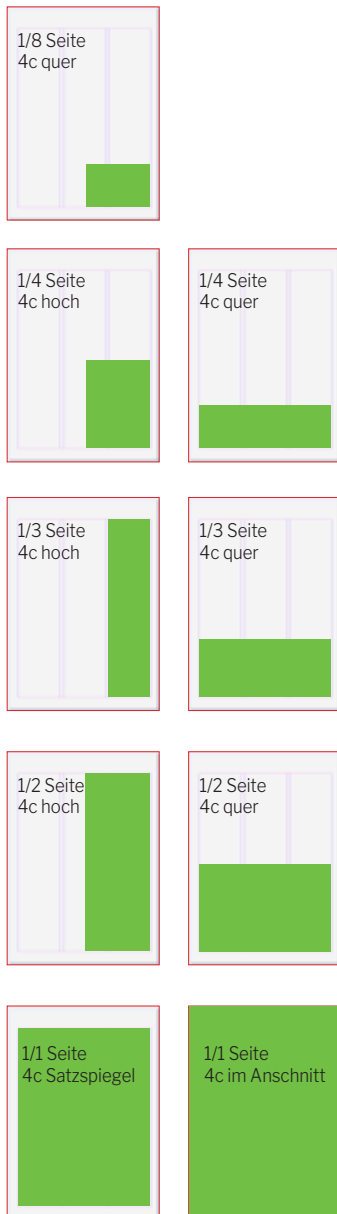 1/8 Seite
4c quer
1/4 Seite
4c hoch
1/4 Seite
4c quer
1/3 Seite
4c hoch
1/3 Seite
4c quer
1/2 Seite
4c hoch
1/2 Seite
4c quer
1/1 Seite
4c Satzspiegel
1/1 Seite
4c im Anschnitt